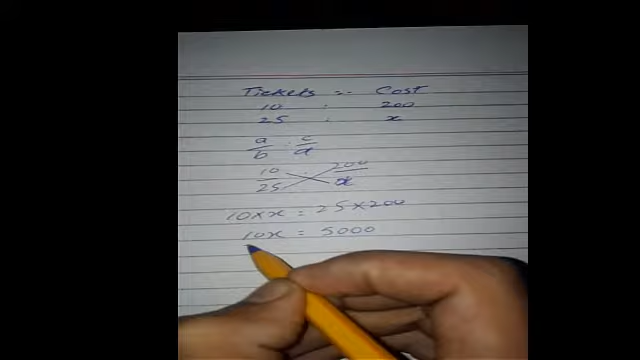 Tickets :- Cost
10 : 200
25 : x
a/b : c/d
10/25 : 200/x
10 × x = 25 × 200
10x = 5000